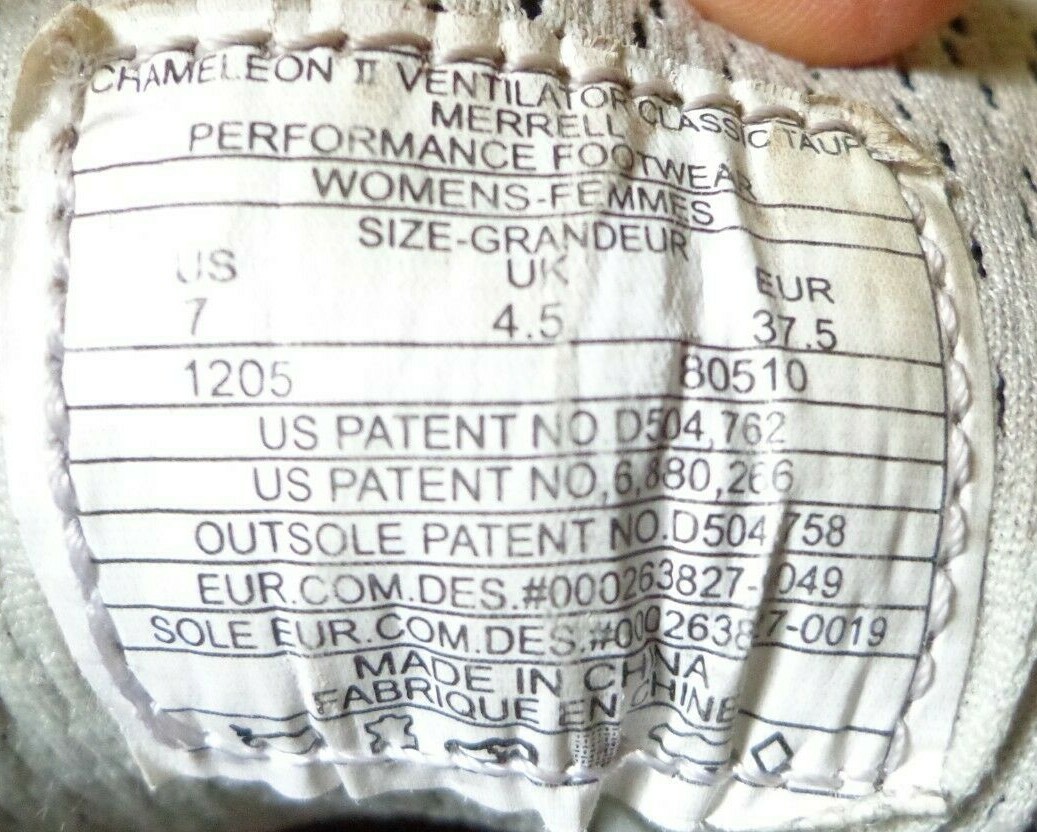 CHAMELEON II VENTILATOR CLASSIC TAUPE
MERRELL
PERFORMANCE FOOTWEAR
WOMENS-FEMMES
SIZE-GRANDEUR
US UK EUR
7 4.5 37.5
1205 80510
US PATENT NO D504,762
US PATENT NO,6,880,266
OUTSOLE PATENT NO.D504,758
EUR.COM.DES.#000263827-0049
SOLE EUR.COM.DES.#000263827-0019
MADE IN CHINA
FABRIQUE EN CHINE